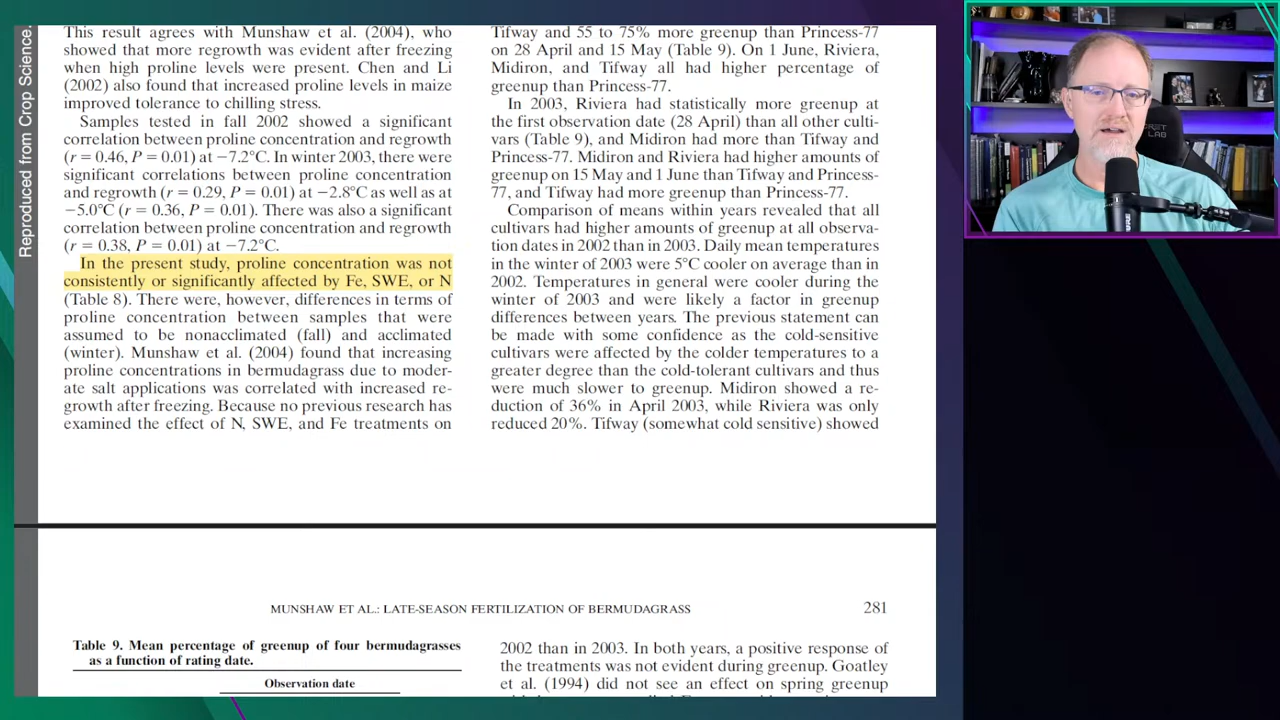 Reproduced from Crop Science.
This result agrees with Munshaw et al. (2004), who
showed that more regrowth was evident after freezing
when high proline levels were present. Chen and Li
(2002) also found that increased proline levels in maize
improved tolerance to chilling stress.
Samples tested in fall 2002 showed a significant
correlation between proline concentration and regrowth
(r = 0.46, P = 0.01) at −7.2°C. In winter 2003, there were
significant correlations between proline concentration
and regrowth (r = 0.29, P = 0.01) at −2.8°C as well as at
−5.0°C (r = 0.36, P = 0.01). There was also a significant
correlation between proline concentration and regrowth
(r = 0.38, P = 0.01) at −7.2°C.
In the present study, proline concentration was not
consistently or significantly affected by Fe, SWE, or N
(Table 8). There were, however, differences in terms of
proline concentration between samples that were
assumed to be nonacclimated (fall) and acclimated
(winter). Munshaw et al. (2004) found that increasing
proline concentrations in bermudagrass due to moder-
ate salt applications was correlated with increased re-
growth after freezing. Because no previous research has
examined the effect of N, SWE, and Fe treatments on
Tifway and 55 to 75% more greenup than Princess-77
on 28 April and 15 May (Table 9). On 1 June, Riviera,
Midiron, and Tifway all had higher percentage of
greenup than Princess-77.
In 2003, Riviera had statistically more greenup at
the first observation date (28 April) than all other culti-
vars (Table 9), and Midiron had more than Tifway and
Princess-77. Midiron and Riviera had higher amounts of
greenup on 15 May and 1 June than Tifway and Princess-
77, and Tifway had more greenup than Princess-77.
Comparison of means within years revealed that all
cultivars had higher amounts of greenup at all observa-
tion dates in 2002 than in 2003. Daily mean temperatures
in the winter of 2003 were 5°C cooler on average than in
2002. Temperatures in general were cooler during the
winter of 2003 and were likely a factor in greenup
differences between years. The previous statement can
be made with some confidence as the cold-sensitive
cultivars were affected by the colder temperatures to a
greater degree than the cold-tolerant cultivars and thus
were much slower to greenup. Midiron showed a re-
duction of 36% in April 2003, while Riviera was only
reduced 20%. Tifway (somewhat cold sensitive) showed
MUNSHAW ET AL.: LATE-SEASON FERTILIZATION OF BERMUDAGRASS
281
Table 9. Mean percentage of greenup of four bermudagrasses
as a function of rating date.
Observation date
2002 than in 2003. In both years, a positive response of
the treatments was not evident during greenup. Goatley
et al. (1994) did not see an effect on spring greenup